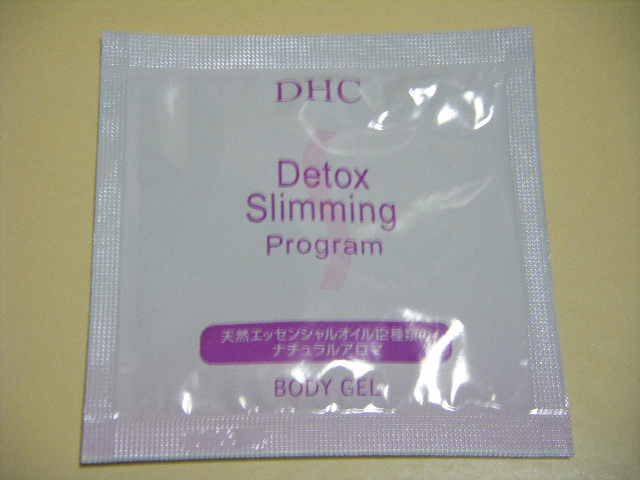 DHC
Detox
Slimming
Program
天然エッセンシャルオイル12種類の
ナチュラルアロマ
BODY GEL